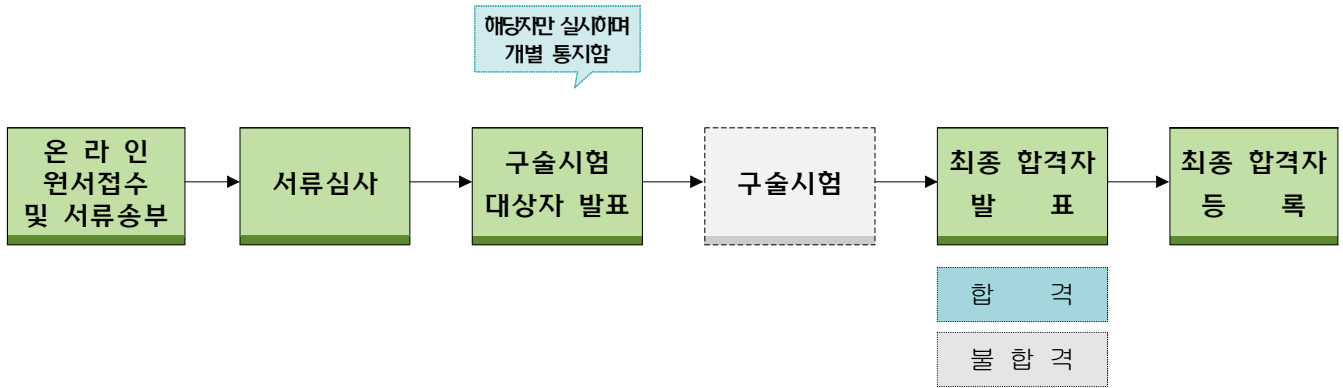 해당자만 실시하며
개별 통지함
온 라 인
원서접수
및 서류송부
서류심사
구술시험
대상자 발표
구술시험
최종 합격자
발 표
최종 합격자
등 록
합 격
불 합 격